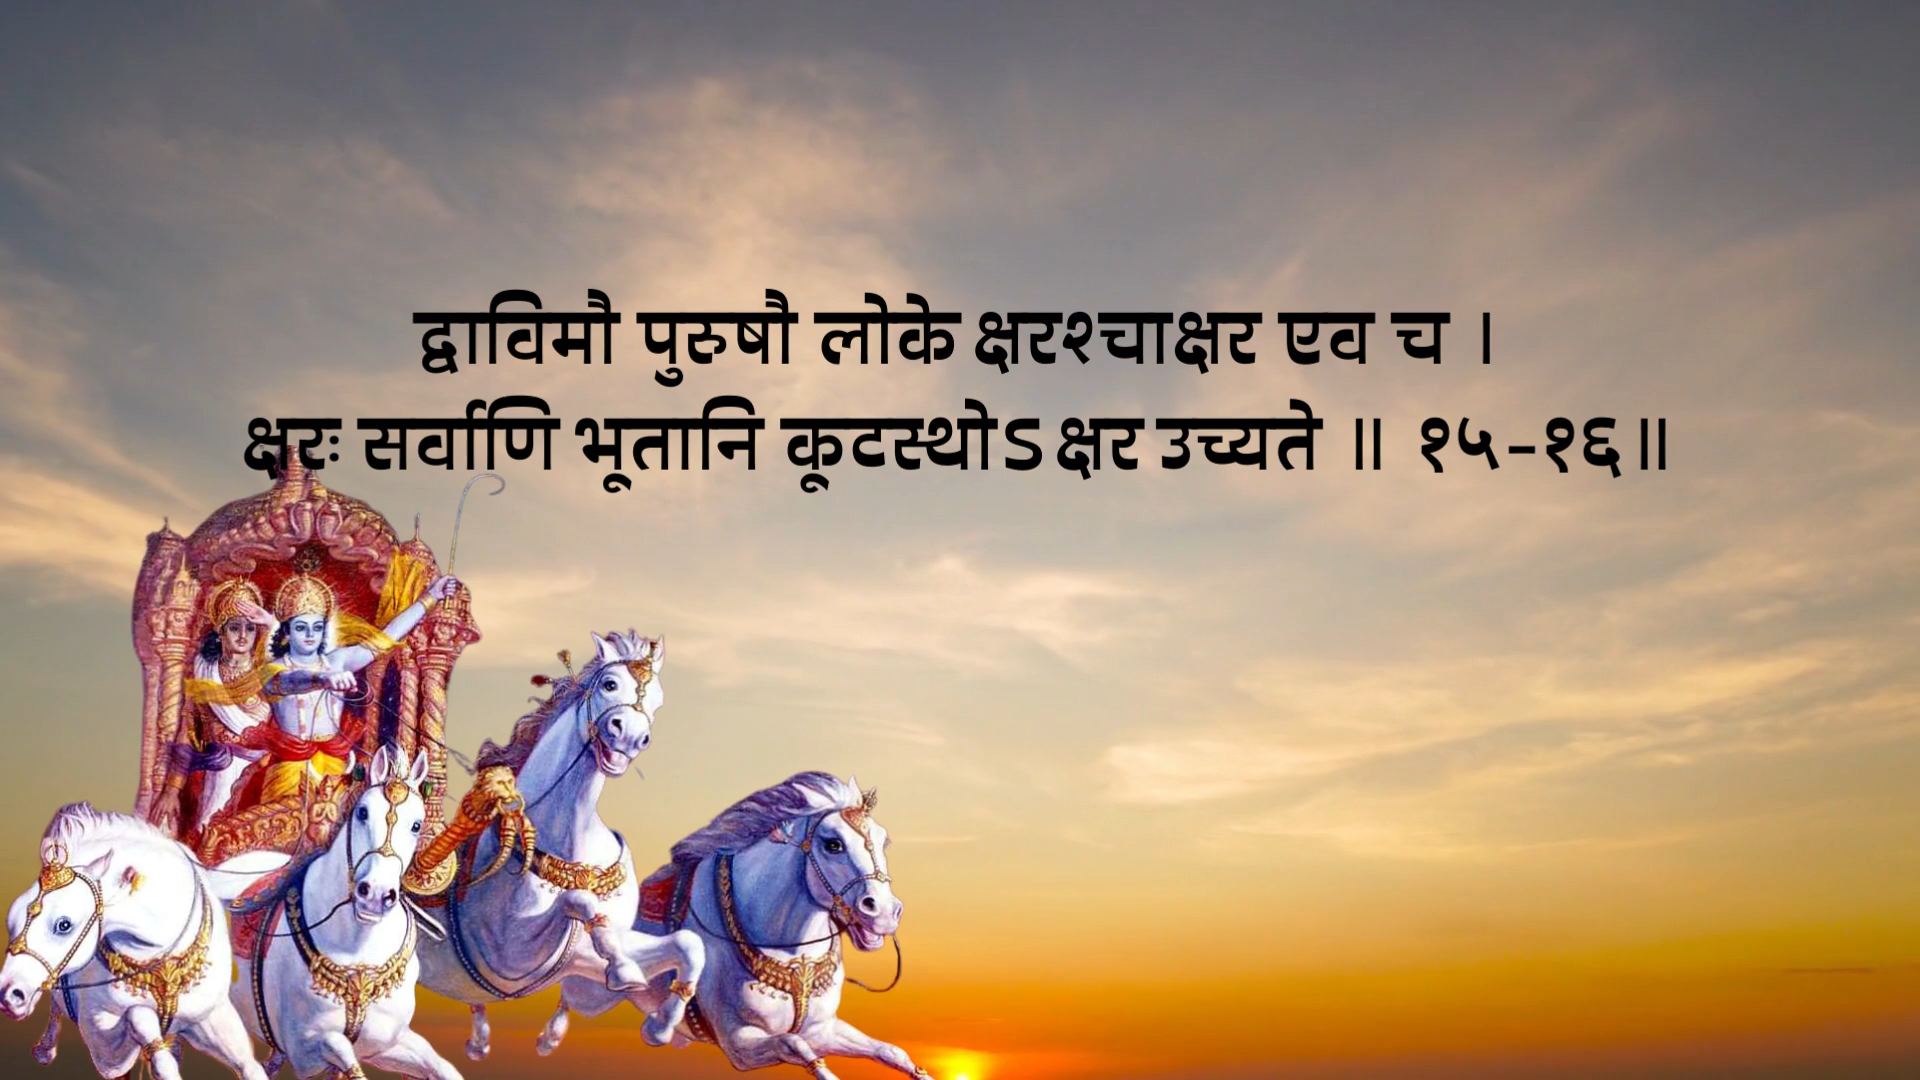 द्वाविमौ पुरुषौ लोके क्षरश्चाक्षर एव च ।
क्षरः सर्वाणि भूतानि कूटस्थोऽक्षर उच्यते ॥ १५-१६॥